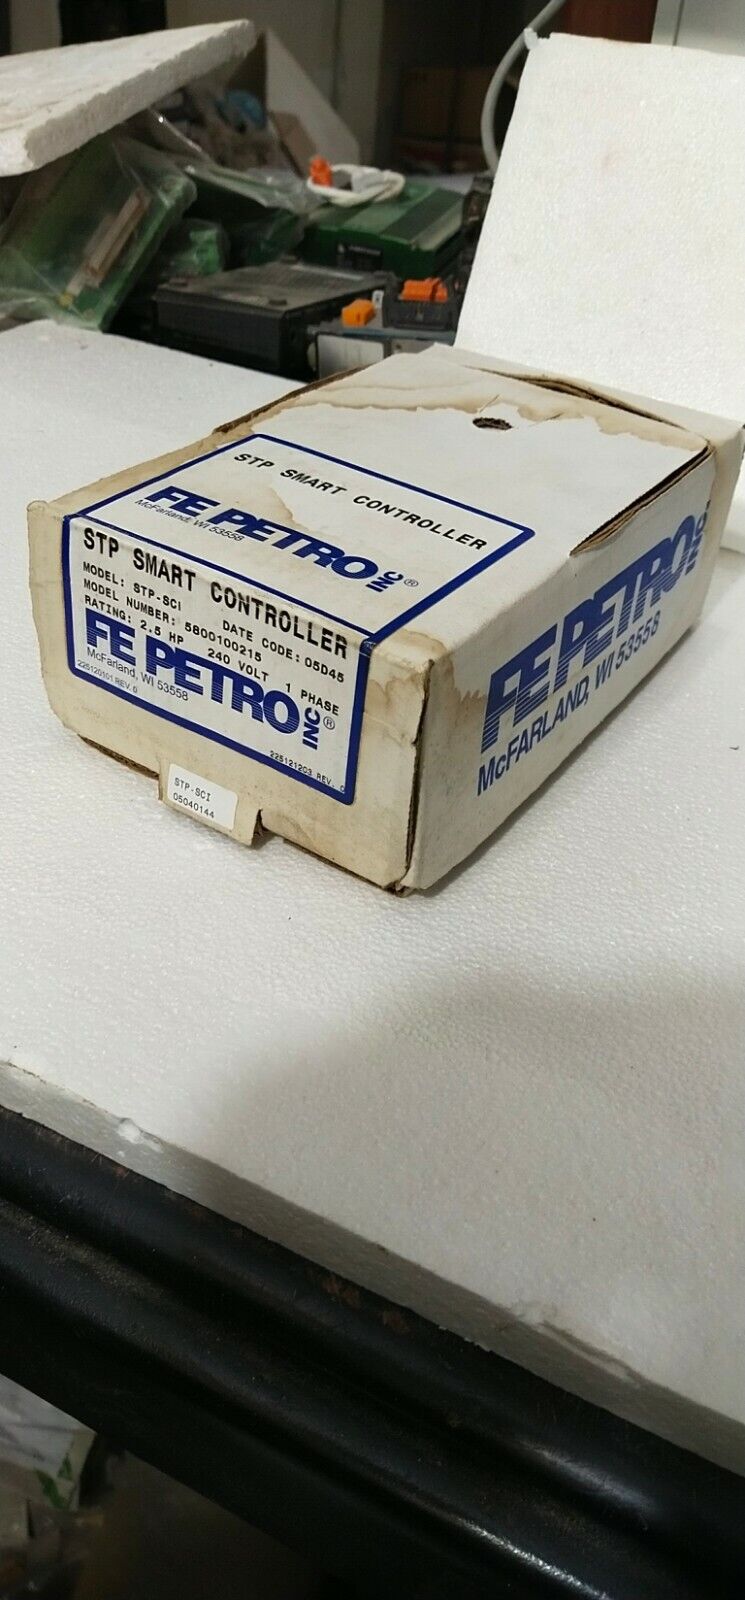 STP SMART CONTROLLER
FE PETRO INC®
McFarland, WI 53558
STP SMART CONTROLLER
MODEL: STP-SCI DATE CODE: 05D45
MODEL NUMBER: 5800100215
RATING: 2.5 HP 240 VOLT 1 PHASE
FE PETRO INC®
McFarland, WI 53558
225120101 REV. 0
225121203 REV. 0
STP-SCI
05040144
FE PETRO INC.
McFARLAND, WI 53558